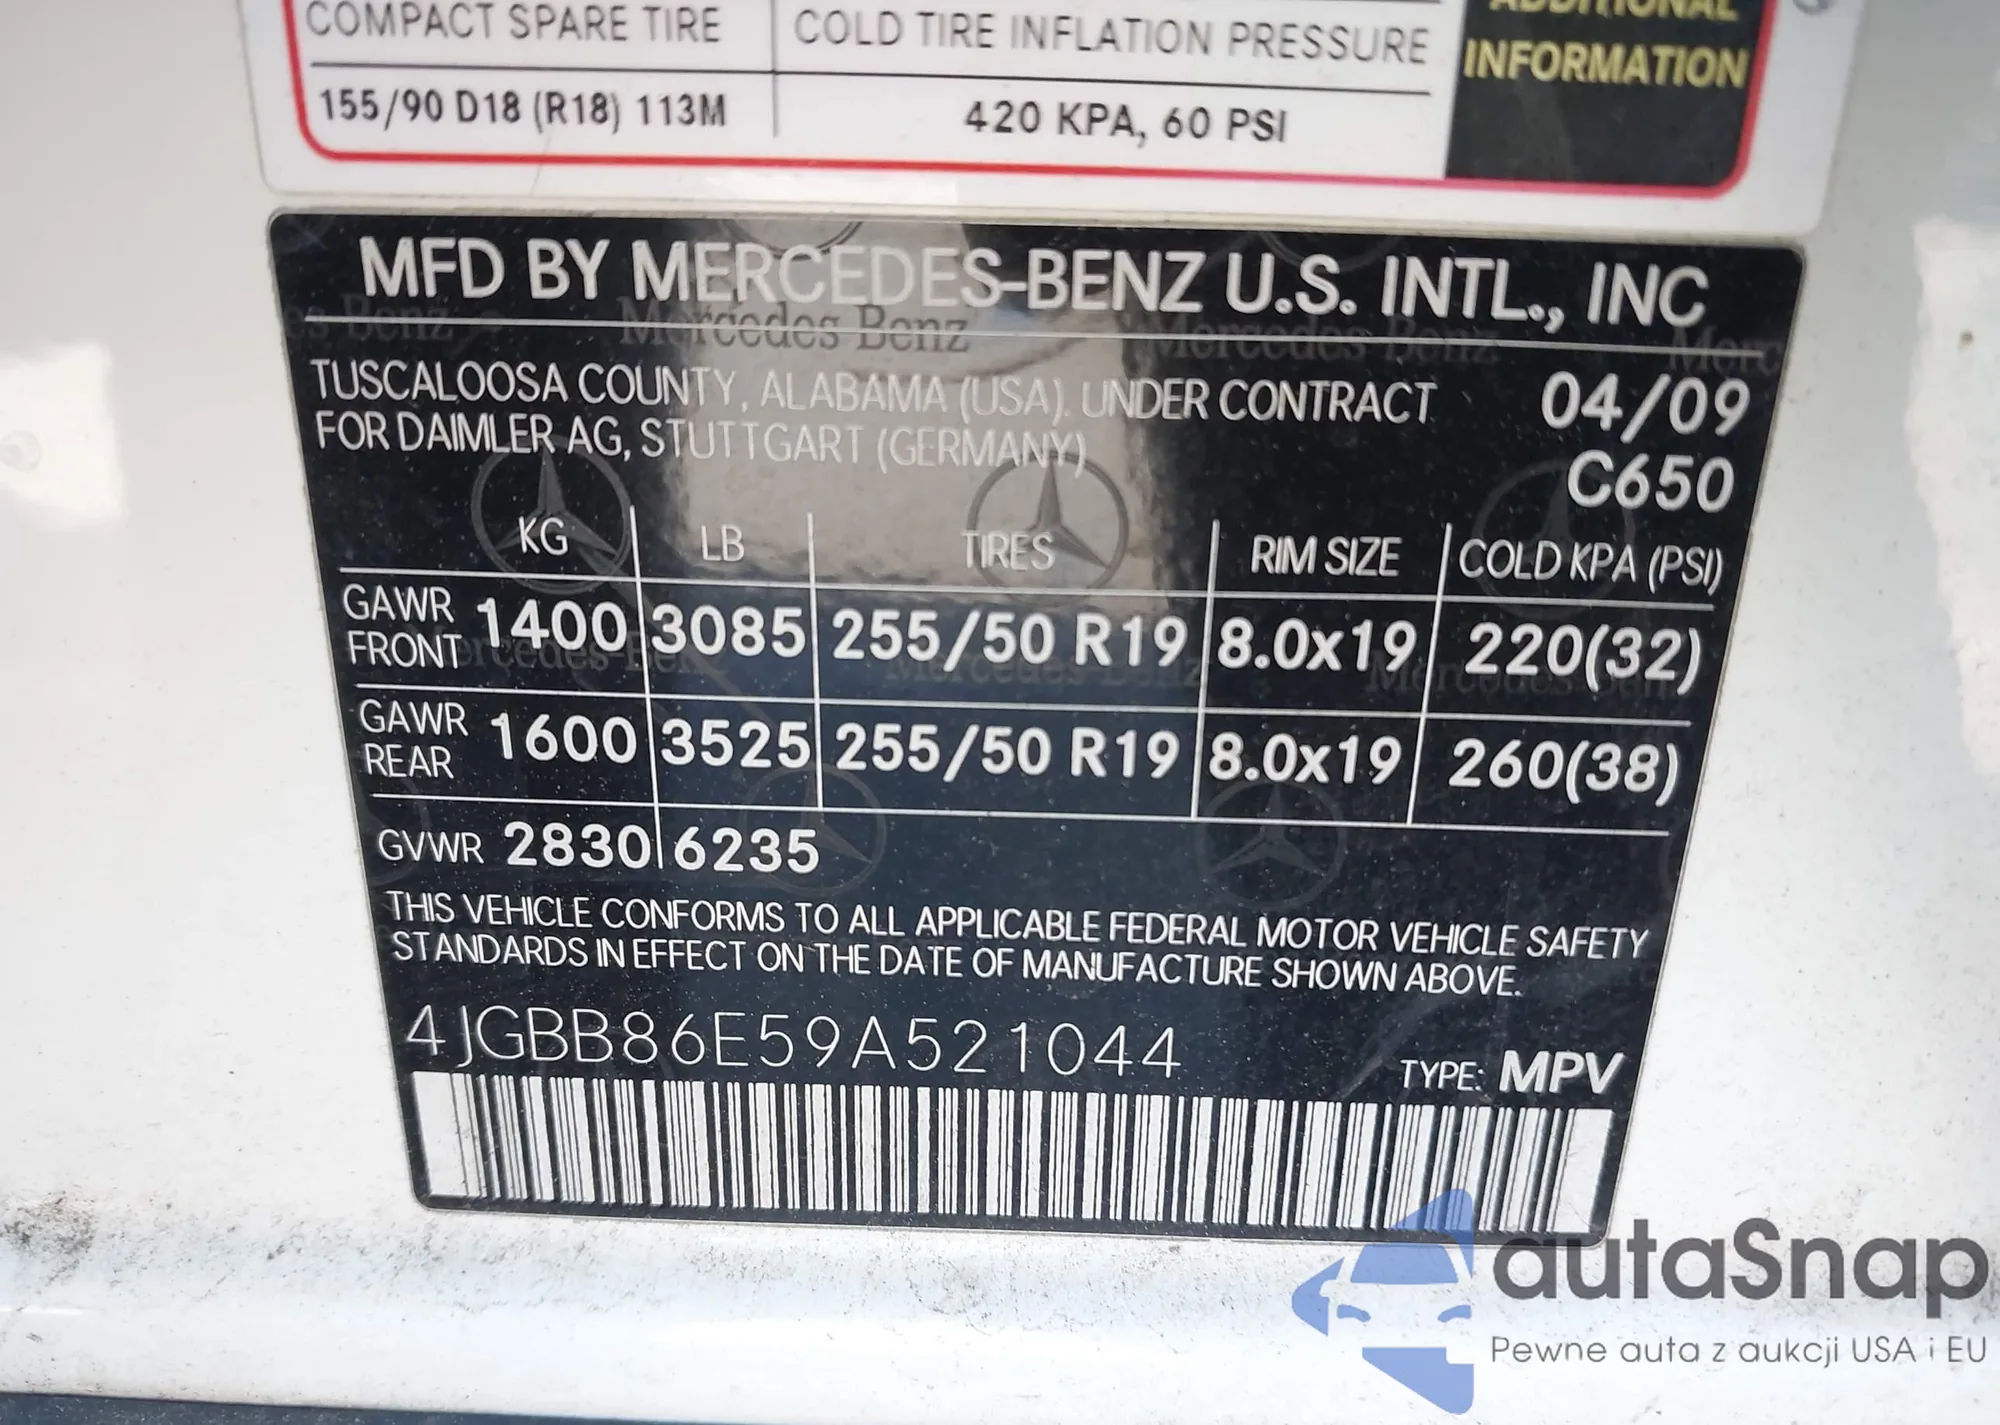 COMPACT SPARE TIRE COLD TIRE INFLATION PRESSURE
ADDITIONAL
INFORMATION
155/90 D18 (R18) 113M 420 KPA, 60 PSI
MFD BY MERCEDES-BENZ U.S. INTL., INC
TUSCALOOSA COUNTY, ALABAMA (USA). UNDER CONTRACT 04/09
FOR DAIMLER AG, STUTTGART (GERMANY) C650
KG LB TIRES RIM SIZE COLD KPA (PSI)
GAWR FRONT 1400 3085 255/50 R19 8.0x19 220(32)
GAWR REAR 1600 3525 255/50 R19 8.0x19 260(38)
GVWR 2830 6235
THIS VEHICLE CONFORMS TO ALL APPLICABLE FEDERAL MOTOR VEHICLE SAFETY
STANDARDS IN EFFECT ON THE DATE OF MANUFACTURE SHOWN ABOVE.
4JGBB86E59A521044
TYPE: MPV
autaSnap
Pewne auta z aukcji USA i EU